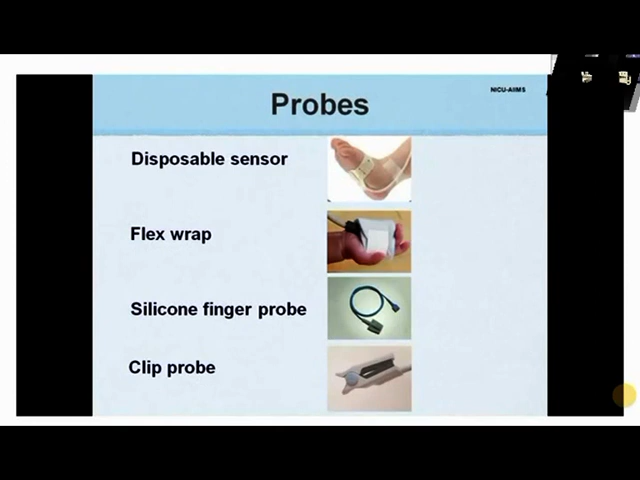 NICU-AIIMS
Probes
Disposable sensor
Flex wrap
Silicone finger probe
Clip probe